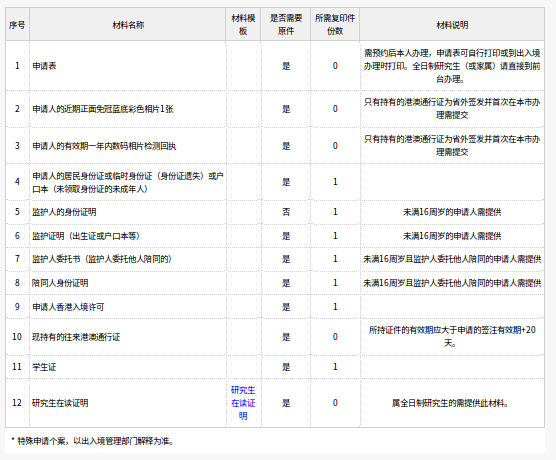 序号 材料名称 材料模板 是否需要原件 所需复印件份数 材料说明
1 申请表 是 0 需预约后本人办理，申请表可自行打印或到出入境
办理时打印。全日制研究生（或家属）请直接到前
台办理。
2 申请人的近期正面免冠蓝底彩色相片1张 是 0 只有持有的港澳通行证为省外签发并首次在本市办
理需提交
3 申请人的有效期一年内数码相片检测回执 是 0 只有持有的港澳通行证为省外签发并首次在本市办
理需提交
4 申请人的居民身份证或临时身份证（身份证遗失）或户
口本（未领取身份证的未成年人） 是 1
5 监护人的身份证明 否 1 未满16周岁的申请人需提供
6 监护证明（出生证或户口本等） 是 1 未满16周岁的申请人需提供
7 监护人委托书（监护人委托他人陪同的） 是 1 未满16周岁且监护人委托他人陪同的申请人需提供
8 陪同人身份证明 是 1 未满16周岁且监护人委托他人陪同的申请人需提供
9 申请人香港入境许可 是 1
10 现持有的往来港澳通行证 是 0 所持证件的有效期应大于申请的签注有效期+20
天。
11 学生证 是 1
12 研究生在读证明 研究生
在读证
明 是 0 属全日制研究生的需提供此材料。
* 特殊申请个案，以出入境管理部门解释为准。